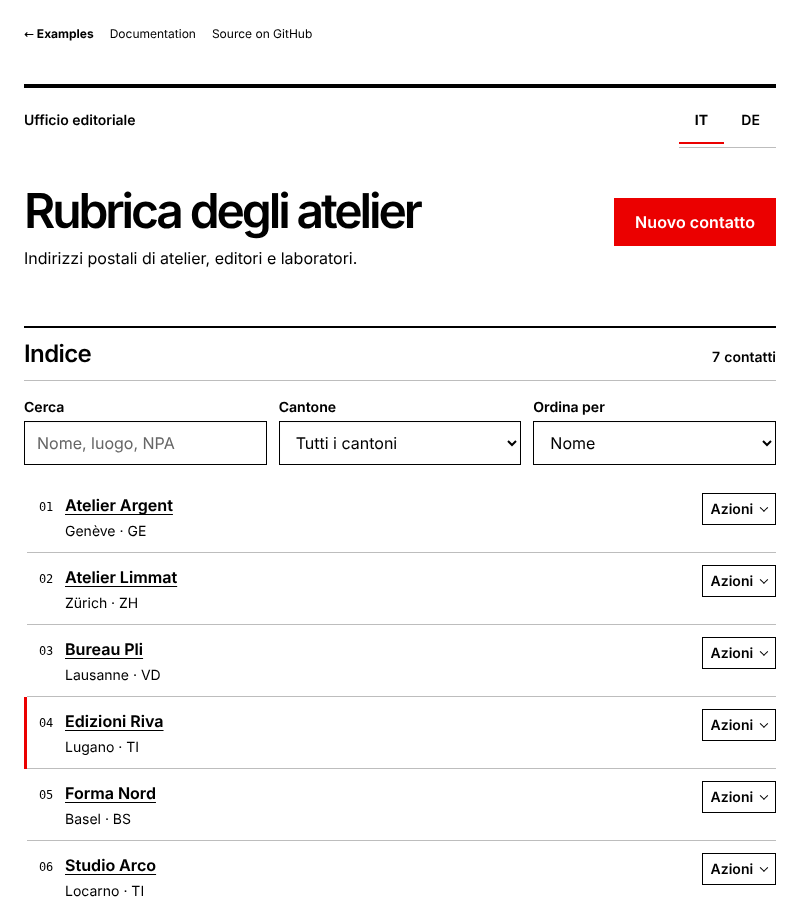 ← Examples Documentation Source on GitHub
Ufficio editoriale IT DE
Rubrica degli atelier
Nuovo contatto
Indirizzi postali di atelier, editori e laboratori.
Indice 7 contatti
Cerca Cantone Ordina per
Nome, luogo, NPA Tutti i cantoni Nome
01 Atelier Argent Azioni
Genève · GE
02 Atelier Limmat Azioni
Zürich · ZH
03 Bureau Pli Azioni
Lausanne · VD
04 Edizioni Riva Azioni
Lugano · TI
05 Forma Nord Azioni
Basel · BS
06 Studio Arco Azioni
Locarno · TI